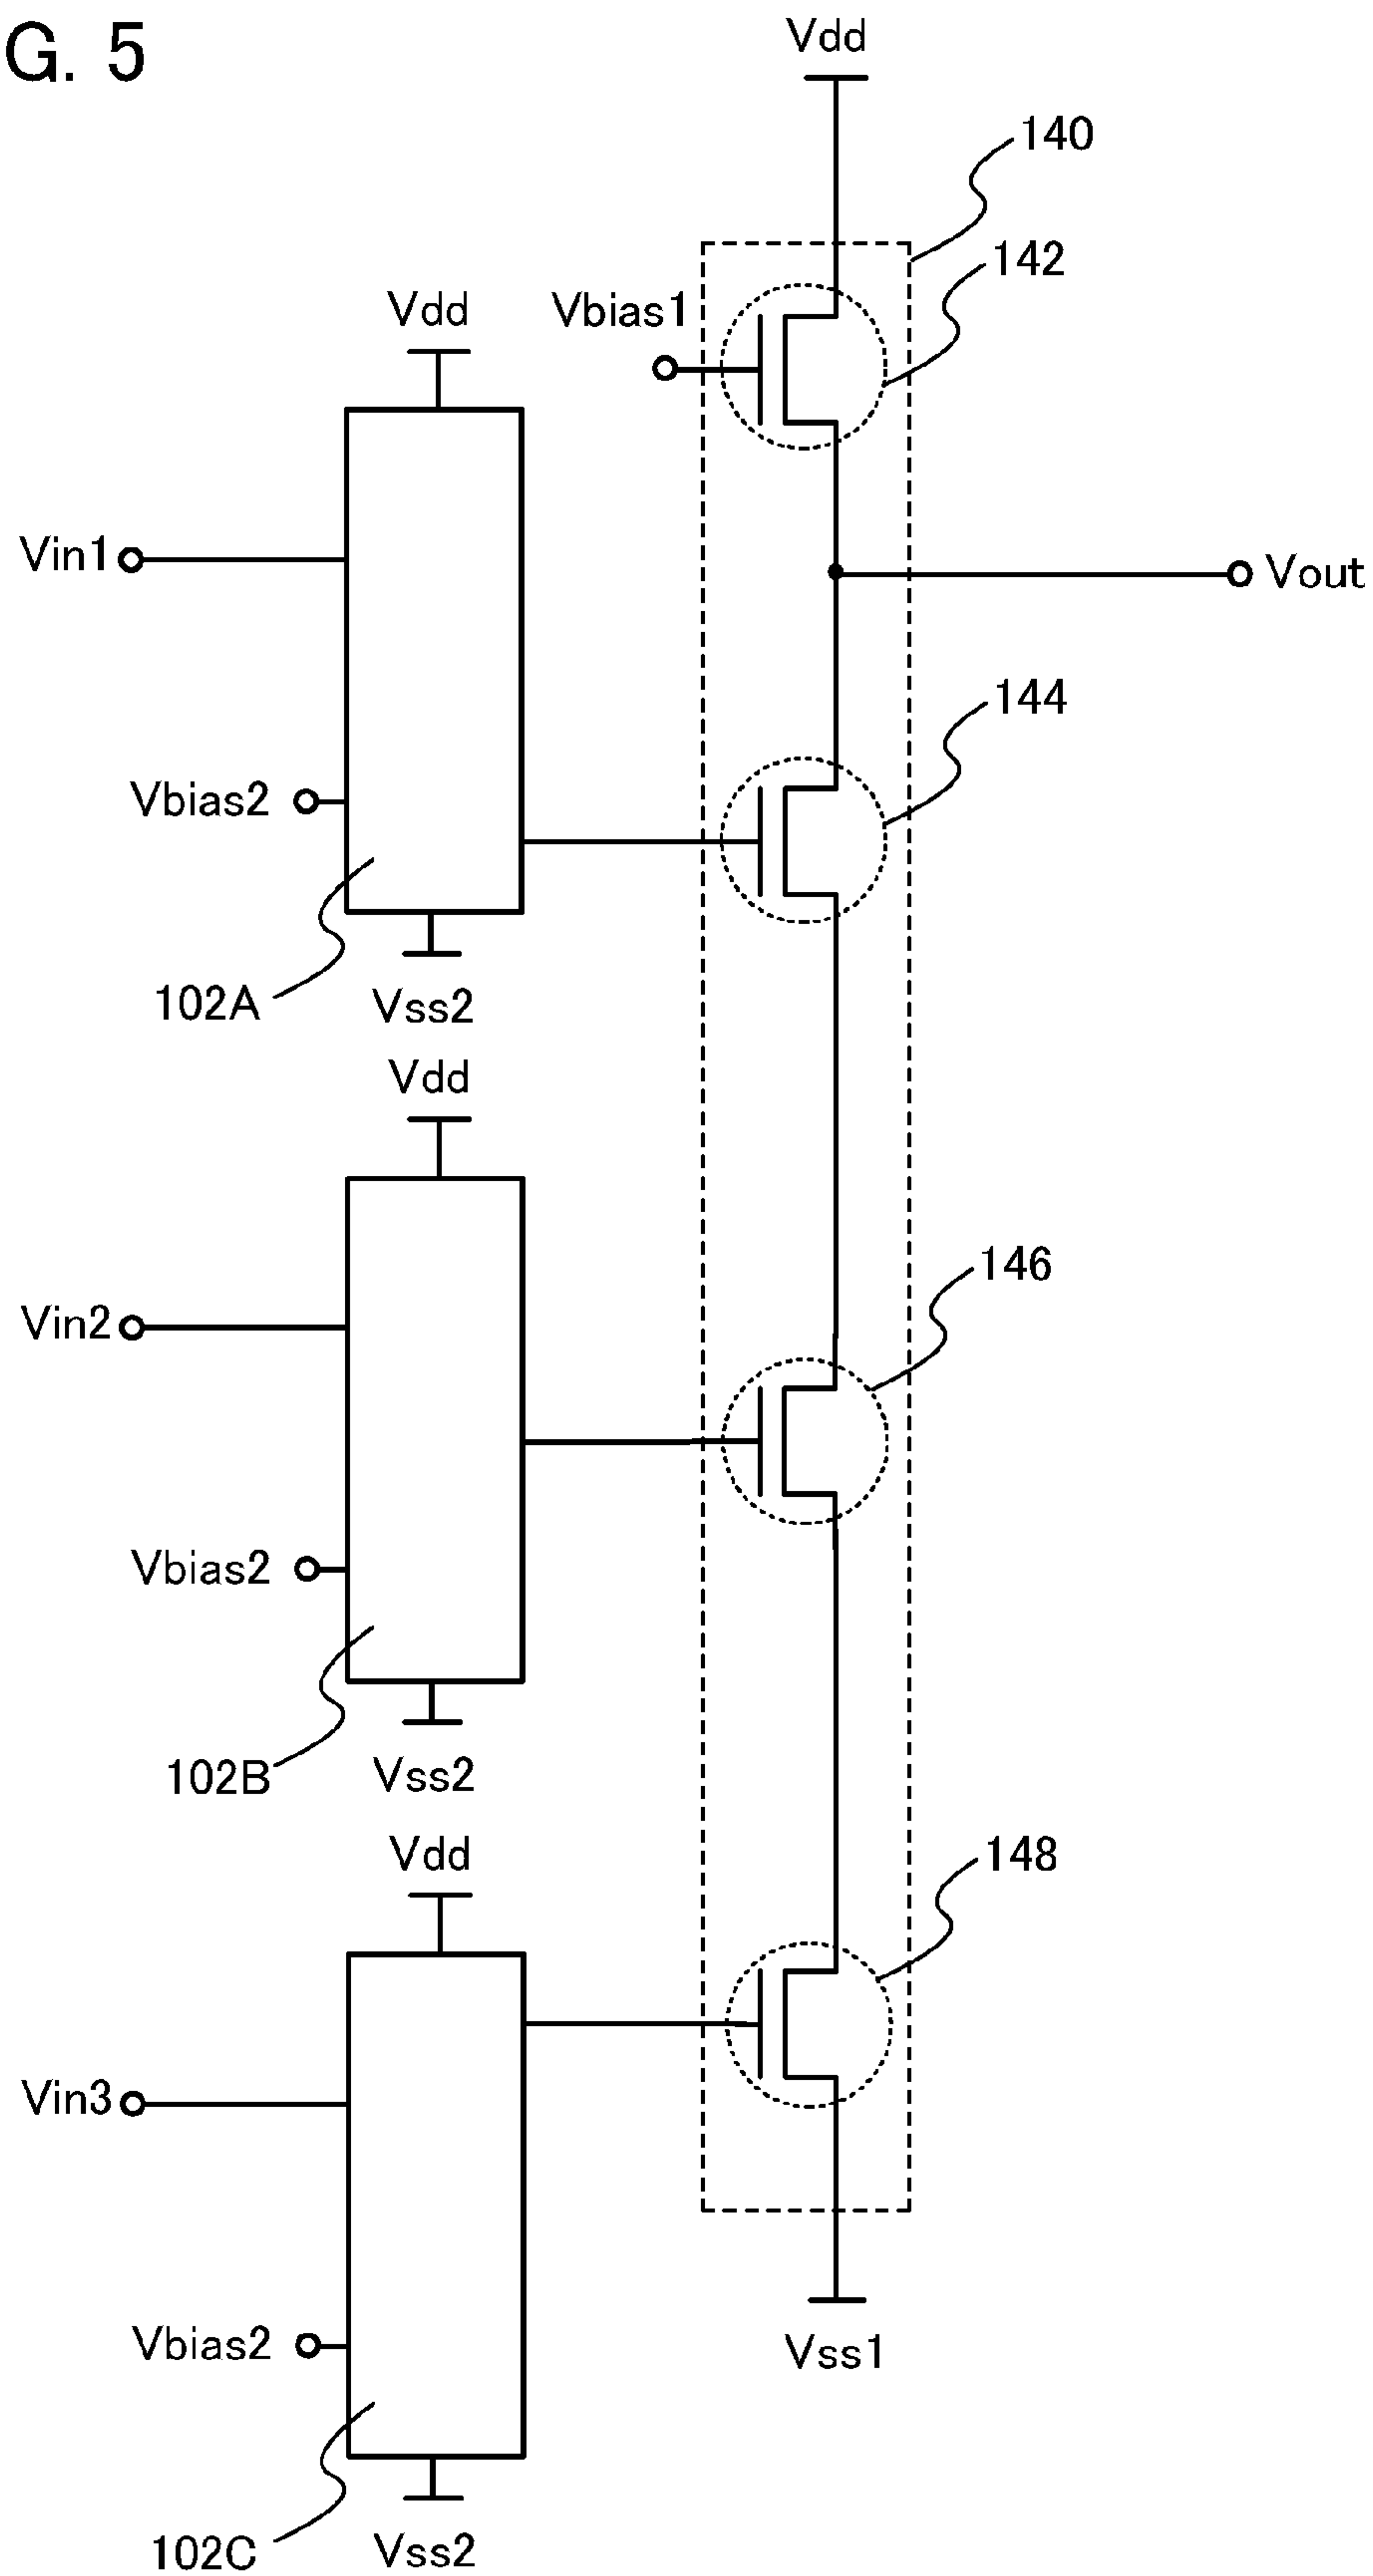 G. 5
Vdd
140
142
Vdd
Vbias1
Vin1
Vout
144
Vbias2
102A
Vss2
Vdd
146
Vin2
Vbias2
102B
Vss2
Vdd
148
Vin3
Vbias2
Vss1
102C
Vss2